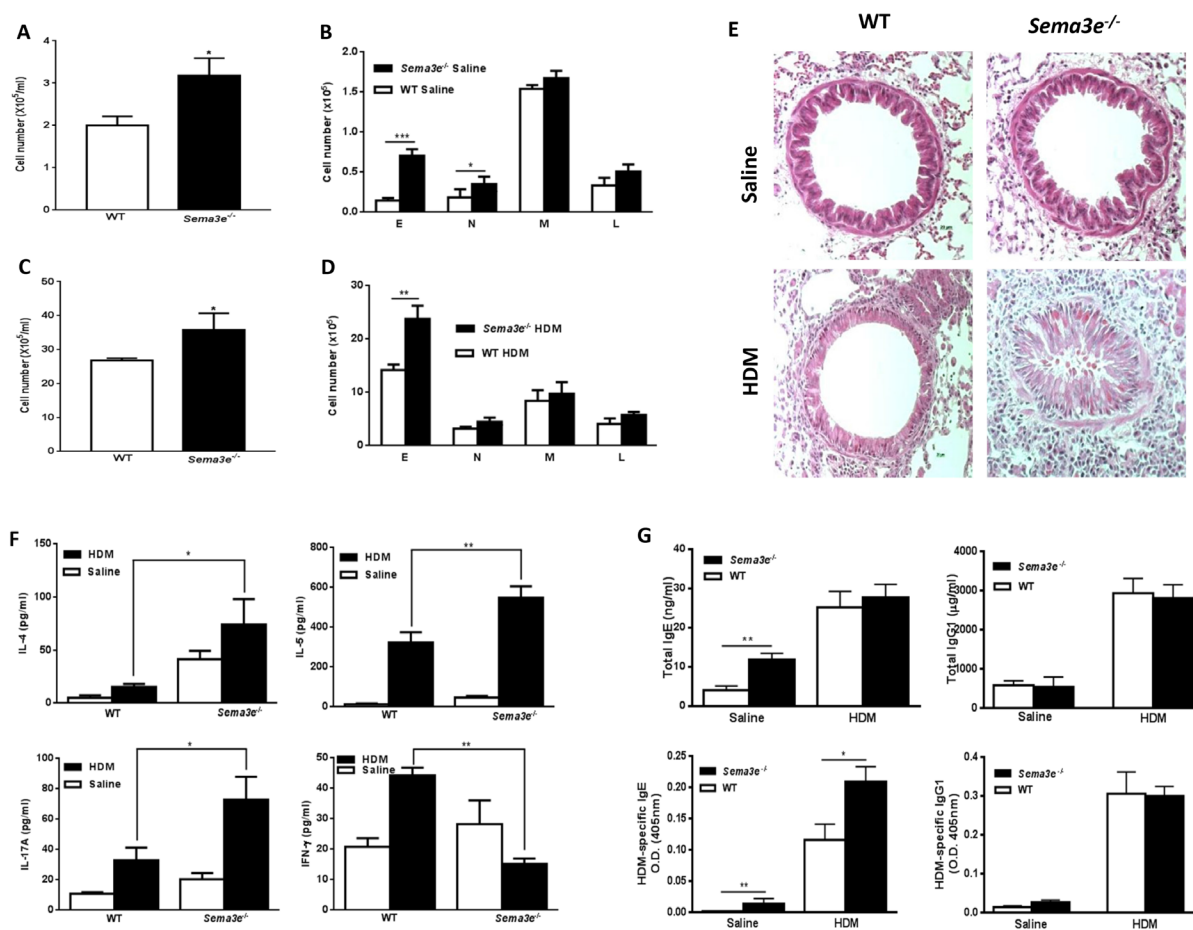 A
Cell number (X10⁵/ml)
4
3
2
1
0
*
WT
Sema3e⁻/⁻
B
Cell number (x10⁵)
2.0
1.5
1.0
0.5
0.0
Sema3e⁻/⁻ Saline
WT Saline
***
*
E N M L
C
Cell number (X10⁵/ml)
50
40
30
20
10
0
*
WT
Sema3e⁻/⁻
D
Cell number (x10⁵)
30
20
10
0
**
Sema3e⁻/⁻ HDM
WT HDM
E N M L
E
WT
Sema3e⁻/⁻
Saline
HDM
F
IL-4 (pg/ml)
150
100
50
0
HDM
Saline
*
WT
Sema3e⁻/⁻
IL-5 (pg/ml)
800
600
400
200
0
HDM
Saline
**
WT
Sema3e⁻/⁻
IL-17A (pg/ml)
100
80
60
40
20
0
HDM
Saline
*
WT
Sema3e⁻/⁻
IFN-γ (pg/ml)
50
40
30
20
10
0
HDM
Saline
**
WT
Sema3e⁻/⁻
G
Total IgE (ng/ml)
40
30
20
10
0
Sema3e⁻/⁻
WT
**
Saline
HDM
Total IgG1 (µg/ml)
4000
3000
2000
1000
0
Sema3e⁻/⁻
WT
Saline
HDM
HDM-specific IgE
O.D. (405nm)
0.25
0.20
0.15
0.10
0.05
0.00
Sema3e⁻/⁻
WT
**
*
Saline
HDM
HDM-specific IgG1
(O.D. 405nm)
0.4
0.3
0.2
0.1
0.0
Sema3e⁻/⁻
WT
Saline
HDM